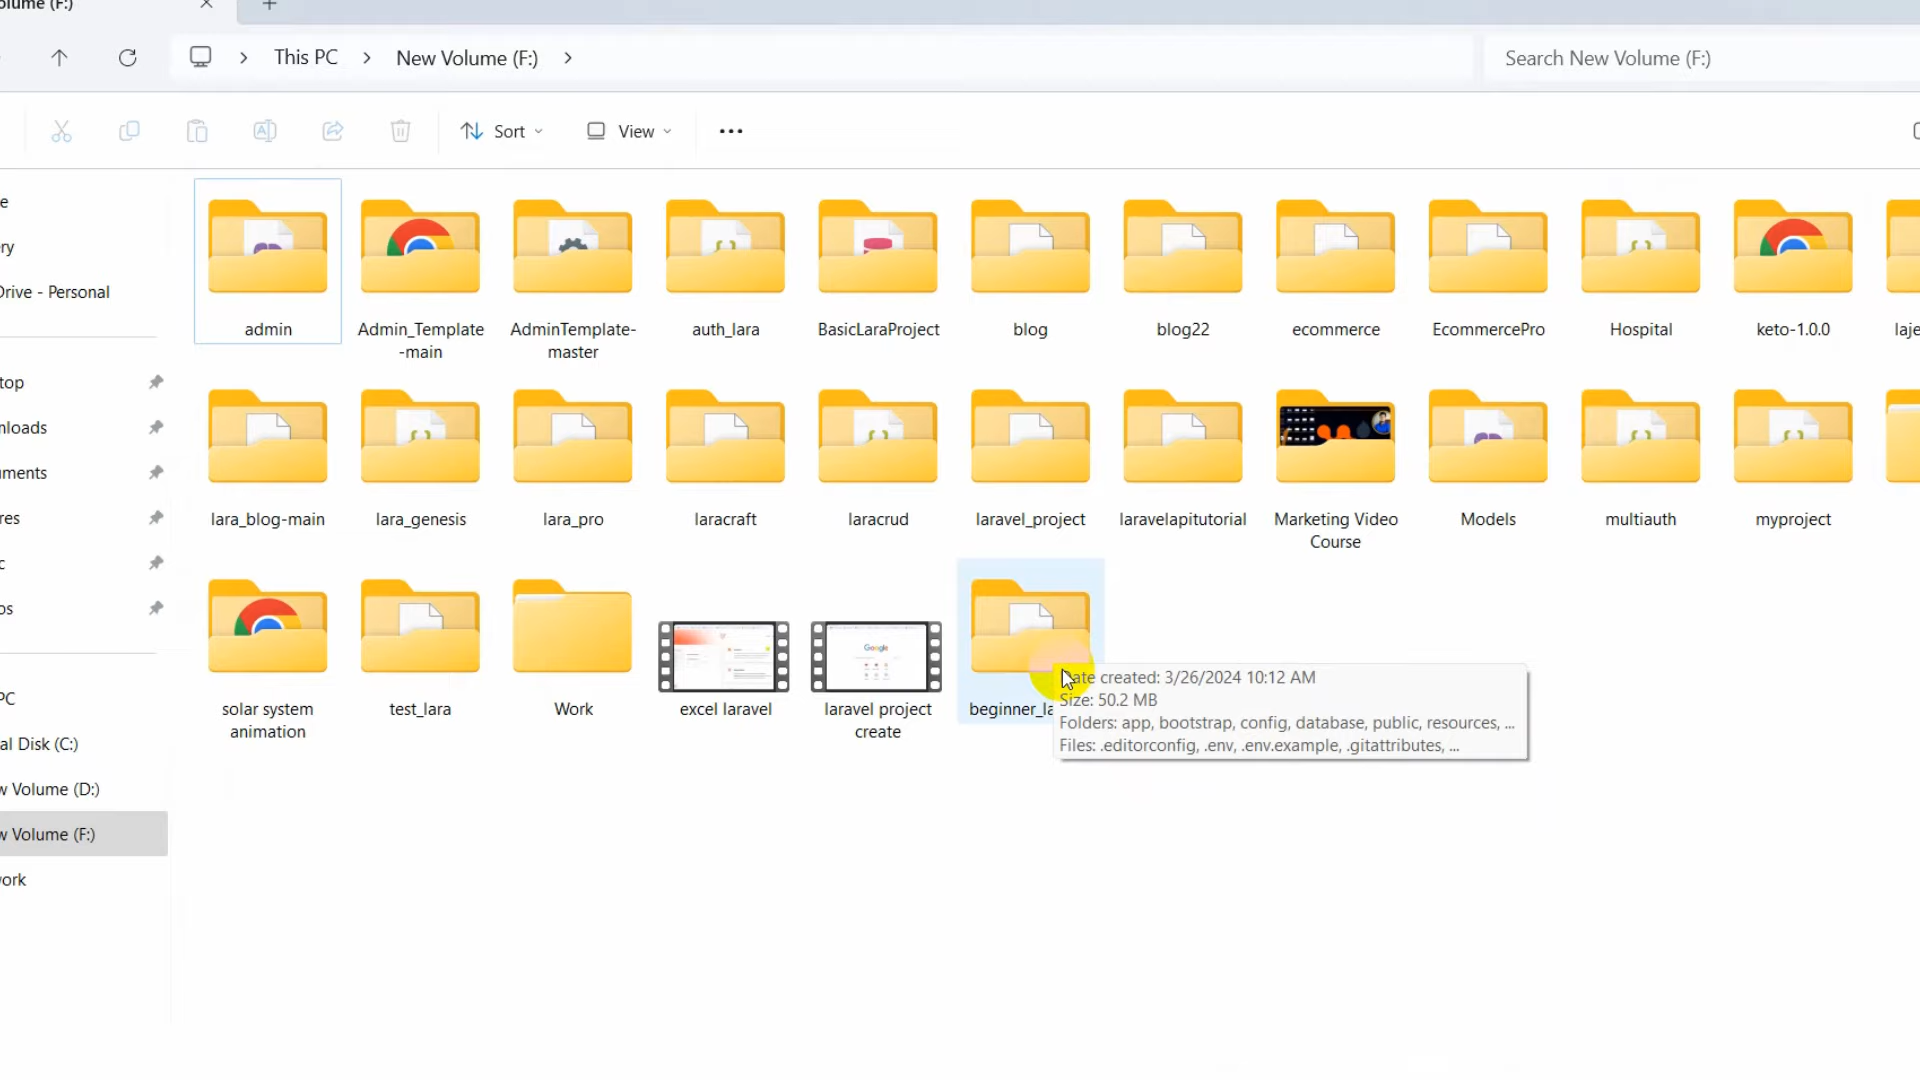 olume (F:)
This PC
New Volume (F:)
Search New Volume (F:)
Sort
View
e
ry
Drive - Personal
top
nloads
uments
res
c
os
PC
al Disk (C:)
w Volume (D:)
w Volume (F:)
ork
admin
Admin_Template
-main
AdminTemplate-
master
auth_lara
BasicLaraProject
blog
blog22
ecommerce
EcommercePro
Hospital
keto-1.0.0
laje
lara_blog-main
lara_genesis
lara_pro
laracraft
laracrud
laravel_project
laravelapitutorial
Marketing Video
Course
Models
multiauth
myproject
solar system
animation
test_lara
Work
excel laravel
laravel project
create
Google
beginner_la
Date created: 3/26/2024 10:12 AM
Size: 50.2 MB
Folders: app, bootstrap, config, database, public, resources, ...
Files: .editorconfig, .env, .env.example, .gitattributes, ...